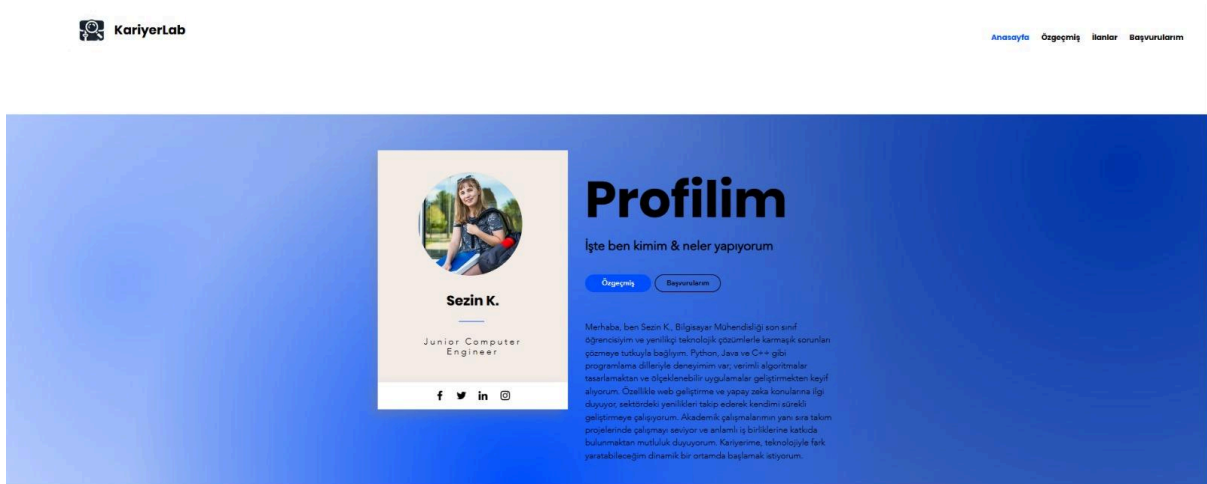 KariyerLab
Anasayfa Özgeçmiş İlanlar Başvurularım
Profilim
İşte ben kimim & neler yapıyorum
Özgeçmiş Başvurularım
Sezin K.
Junior Computer
Engineer
Merhaba, ben Sezin K., Bilgisayar Mühendisliği son sınıf
öğrencisiyim ve yenilikçi teknolojik çözümlerle karmaşık sorunları
çözmeye tutkuyla bağlıyım. Python, Java ve C++ gibi
programlama dilleriyle deneyimim var, verimli algoritmalar
tasarlamaktan ve ölçeklenebilir uygulamalar geliştirmekten keyif
alıyorum. Özellikle web geliştirme ve yapay zeka konularına ilgi
duyuyor, sektördeki yenilikleri takip ederek kendimi sürekli
geliştirmeye çalışıyorum. Akademik çalışmalarımın yanı sıra takım
projelerinde çalışmayı seviyor ve anlamlı iş birliklerine katkıda
bulunmaktan mutluluk duyuyorum. Kariyerime, teknolojiyle fark
yaratabileceğim dinamik bir ortamda başlamak istiyorum.